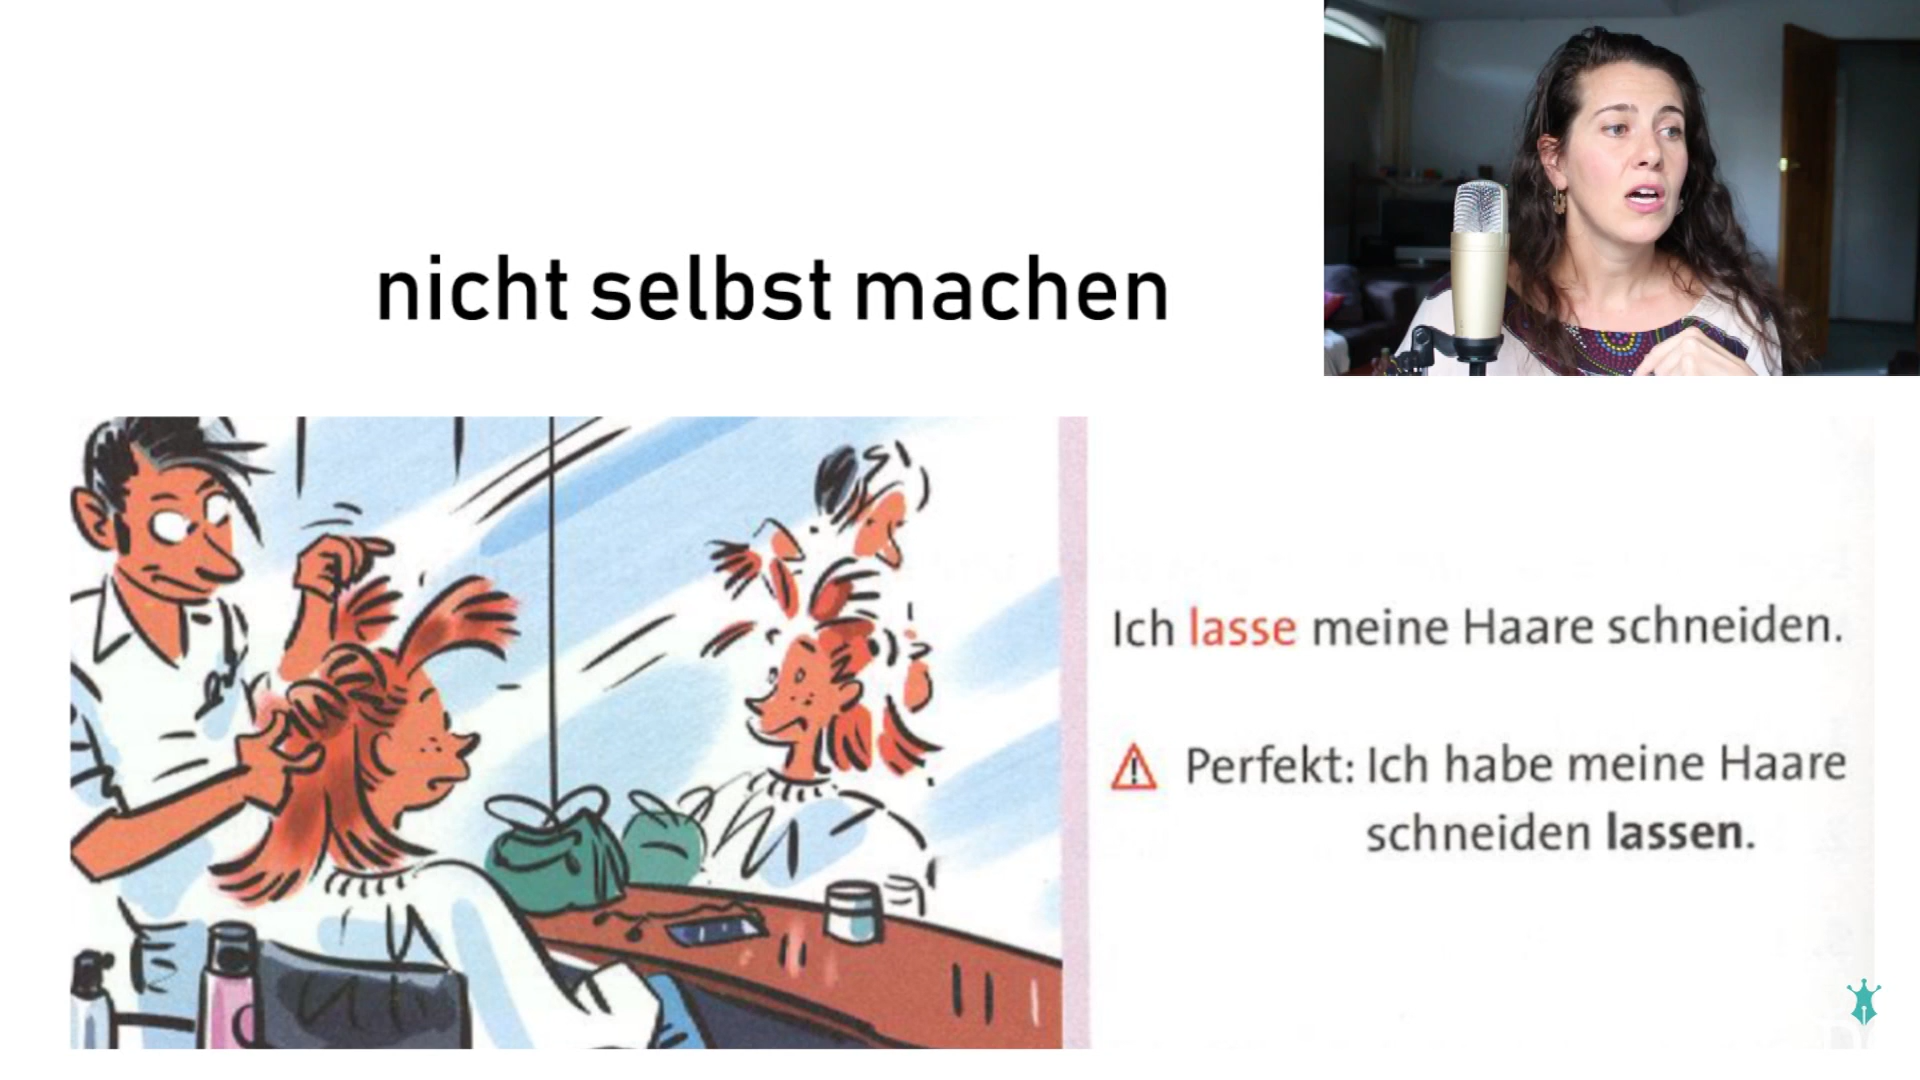 nicht selbst machen
Ich lasse meine Haare schneiden.
Perfekt: Ich habe meine Haare
schneiden lassen.